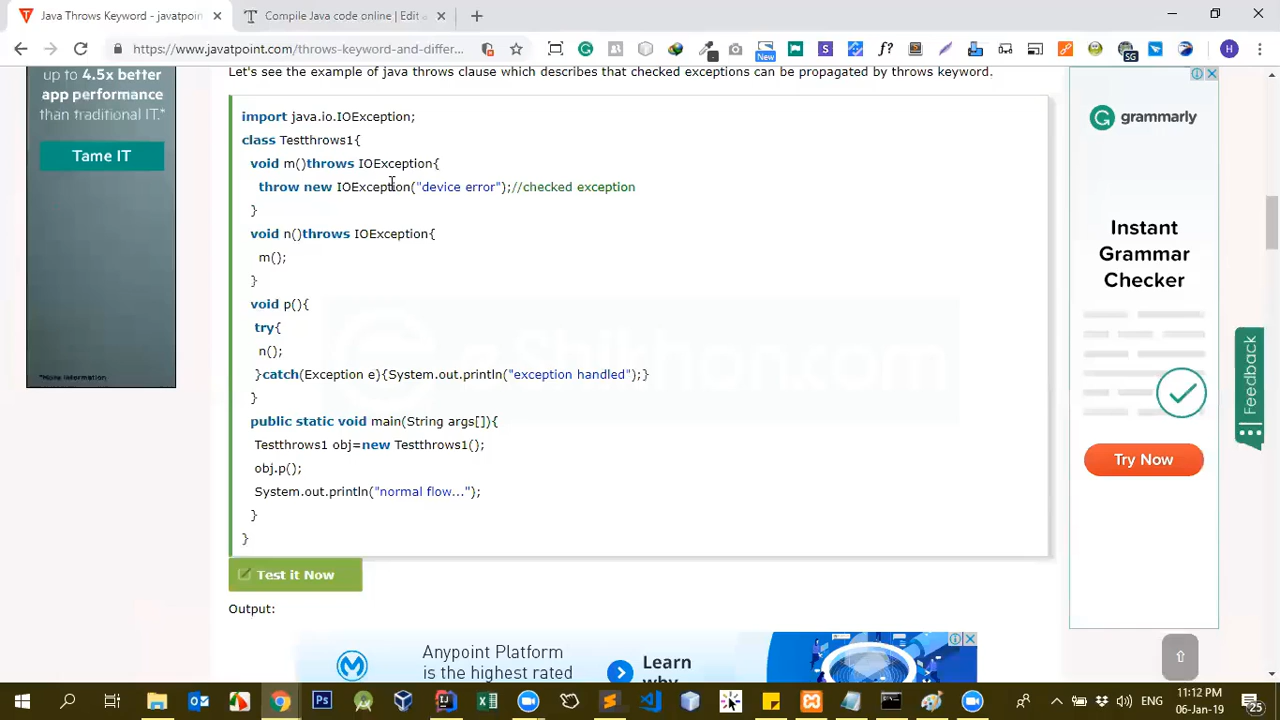 Java Throws Keyword - javatpoint
Compile Java code online | Edit a
https://www.javatpoint.com/throws-keyword-and-differ...
New
SG
H
up to 4.5x better
app performance
than traditional IT.*
Tame IT
*More Information
Let's see the example of java throws clause which describes that checked exceptions can be propagated by throws keyword.
import java.io.IOException;
class Testthrows1{
void m()throws IOException{
throw new IOException("device error");//checked exception
}
void n()throws IOException{
m();
}
void p(){
try{
n();
}catch(Exception e){System.out.println("exception handled");}
}
public static void main(String args[]){
Testthrows1 obj=new Testthrows1();
obj.p();
System.out.println("normal flow...");
}
}
Test it Now
Output:
Anypoint Platform
is the highest rated
Learn
why
grammarly
Instant
Grammar
Checker
Try Now
Feedback
ENG
11:12 PM
06-Jan-19
25